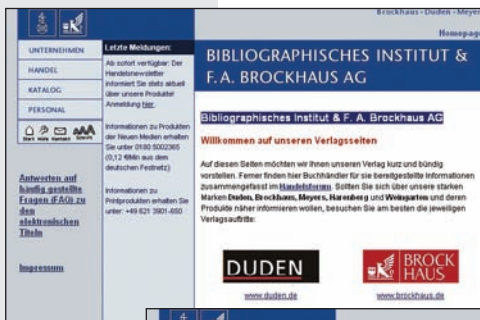 Brockhaus · Duden · Meyer
Homepage
UNTERNEHMEN
HANDEL
KATALOG
PERSONAL
Start Hilfe Kontakt Schrift
Antworten auf
häufig gestellte
Fragen (FAQ) zu
den
elektronischen
Titeln
Impressum
Letzte Meldungen:
Ab sofort verfügbar: Der
Handelsnewsletter
informiert Sie stets aktuell
über unsere Produkte!
Anmeldung hier.
Informationen zu Produkten
der Neuen Medien erhalten
Sie unter 0180 5002365
(0,12 €/Min aus dem
deutschen Festnetz)
Informationen zu
Printprodukten erhalten Sie
unter: +49 621 3901-650
BIBLIOGRAPHISCHES INSTITUT &
F. A. BROCKHAUS AG
Bibliographisches Institut & F. A. Brockhaus AG
Willkommen auf unseren Verlagsseiten
Auf diesen Seiten möchten wir Ihnen unseren Verlag kurz und bündig
vorstellen. Ferner finden hier Buchhändler für sie bereitgestellte Informationen
zusammengefasst im Handelsforum. Sollten Sie sich über unsere starken
Marken Duden, Brockhaus, Meyers, Harenberg und Weingarten und deren
Produkte näher informieren wollen, besuchen Sie am besten die jeweiligen
Verlagsauftritte:
DUDEN
BROCK
HAUS
www.duden.de
www.brockhaus.de